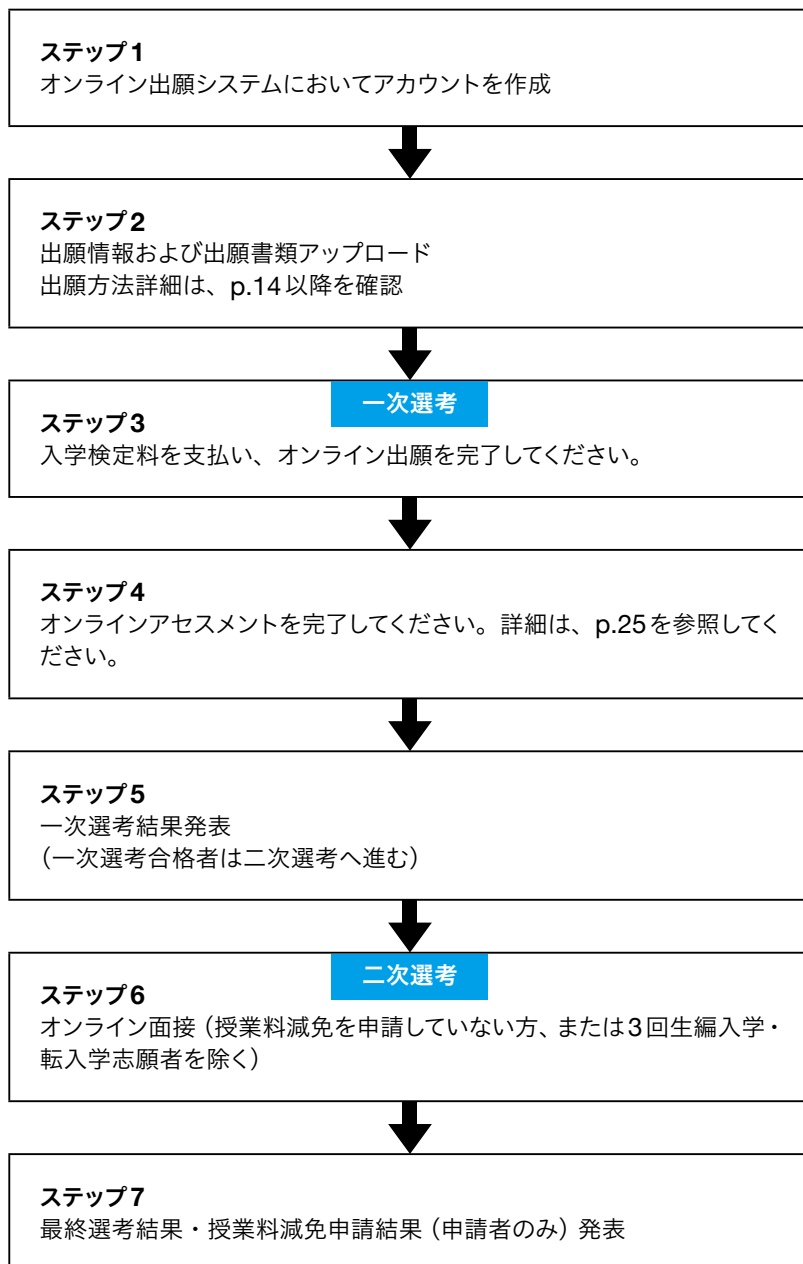 ステップ1
オンライン出願システムにおいてアカウントを作成
ステップ2
出願情報および出願書類アップロード
出願方法詳細は、p.14以降を確認
一次選考
ステップ3
入学検定料を支払い、オンライン出願を完了してください。
ステップ4
オンラインアセスメントを完了してください。詳細は、p.25を参照してく
ださい。
ステップ5
一次選考結果発表
（一次選考合格者は二次選考へ進む）
二次選考
ステップ6
オンライン面接（授業料減免を申請していない方、または3回生編入学・
転入学志願者を除く）
ステップ7
最終選考結果・授業料減免申請結果（申請者のみ）発表